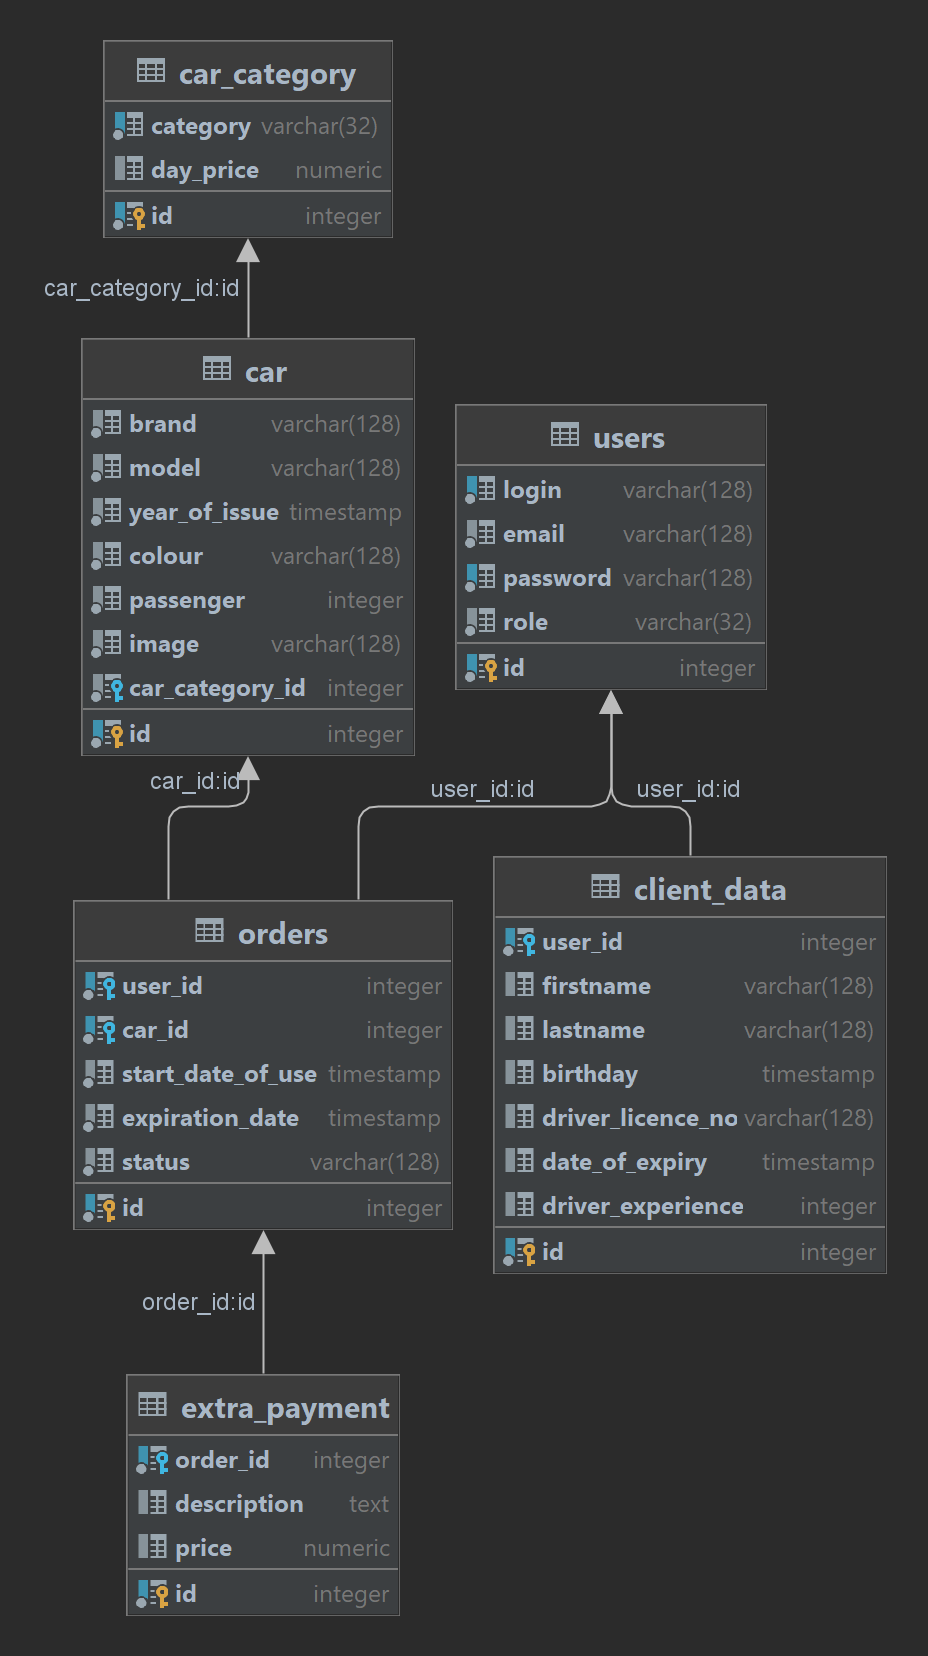 car_category
category varchar(32)
day_price numeric
id integer
car_category_id:id
car
brand varchar(128)
model varchar(128)
year_of_issue timestamp
colour varchar(128)
passenger integer
image varchar(128)
car_category_id integer
id integer
users
login varchar(128)
email varchar(128)
password varchar(128)
role varchar(32)
id integer
car_id:id
user_id:id
user_id:id
orders
user_id integer
car_id integer
start_date_of_use timestamp
expiration_date timestamp
status varchar(128)
id integer
client_data
user_id integer
firstname varchar(128)
lastname varchar(128)
birthday timestamp
driver_licence_no varchar(128)
date_of_expiry timestamp
driver_experience integer
id integer
order_id:id
extra_payment
order_id integer
description text
price numeric
id integer